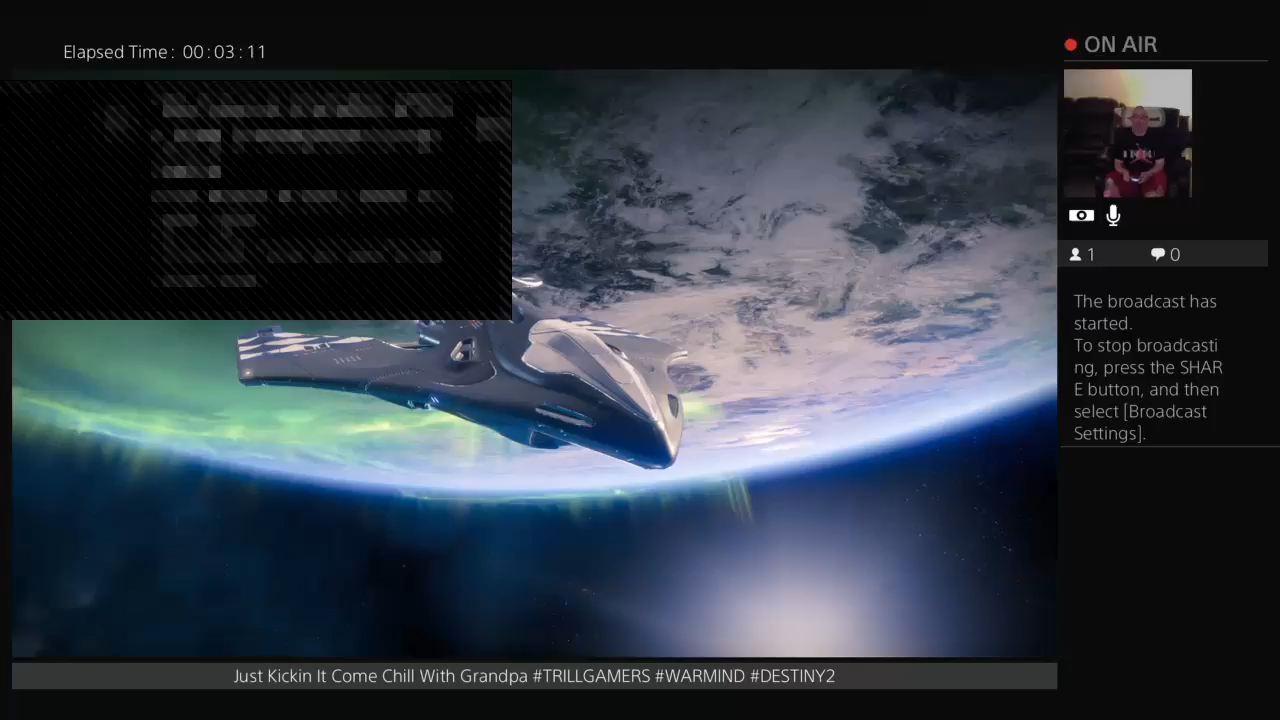 Elapsed Time: 00:03:11
ON AIR
1
0
The broadcast has
started.
To stop broadcasti
ng, press the SHAR
E button, and then
select [Broadcast
Settings].
Just Kickin It Come Chill With Grandpa #TRILLGAMERS #WARMIND #DESTINY2